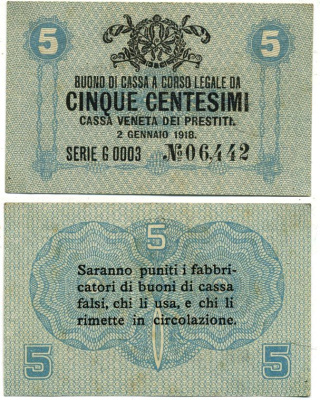 5 5
BUONO DI CASSA A CORSO LEGALE DA
CINQUE CENTESIMI
CASSA VENETA DEI PRESTITI.
2 GENNAIO 1918.
SERIE G 0003 №06,442
5
Saranno puniti i fabbri-
catori di buoni di cassa
falsi, chi li usa, e chi li
rimette in circolazione.
5 5